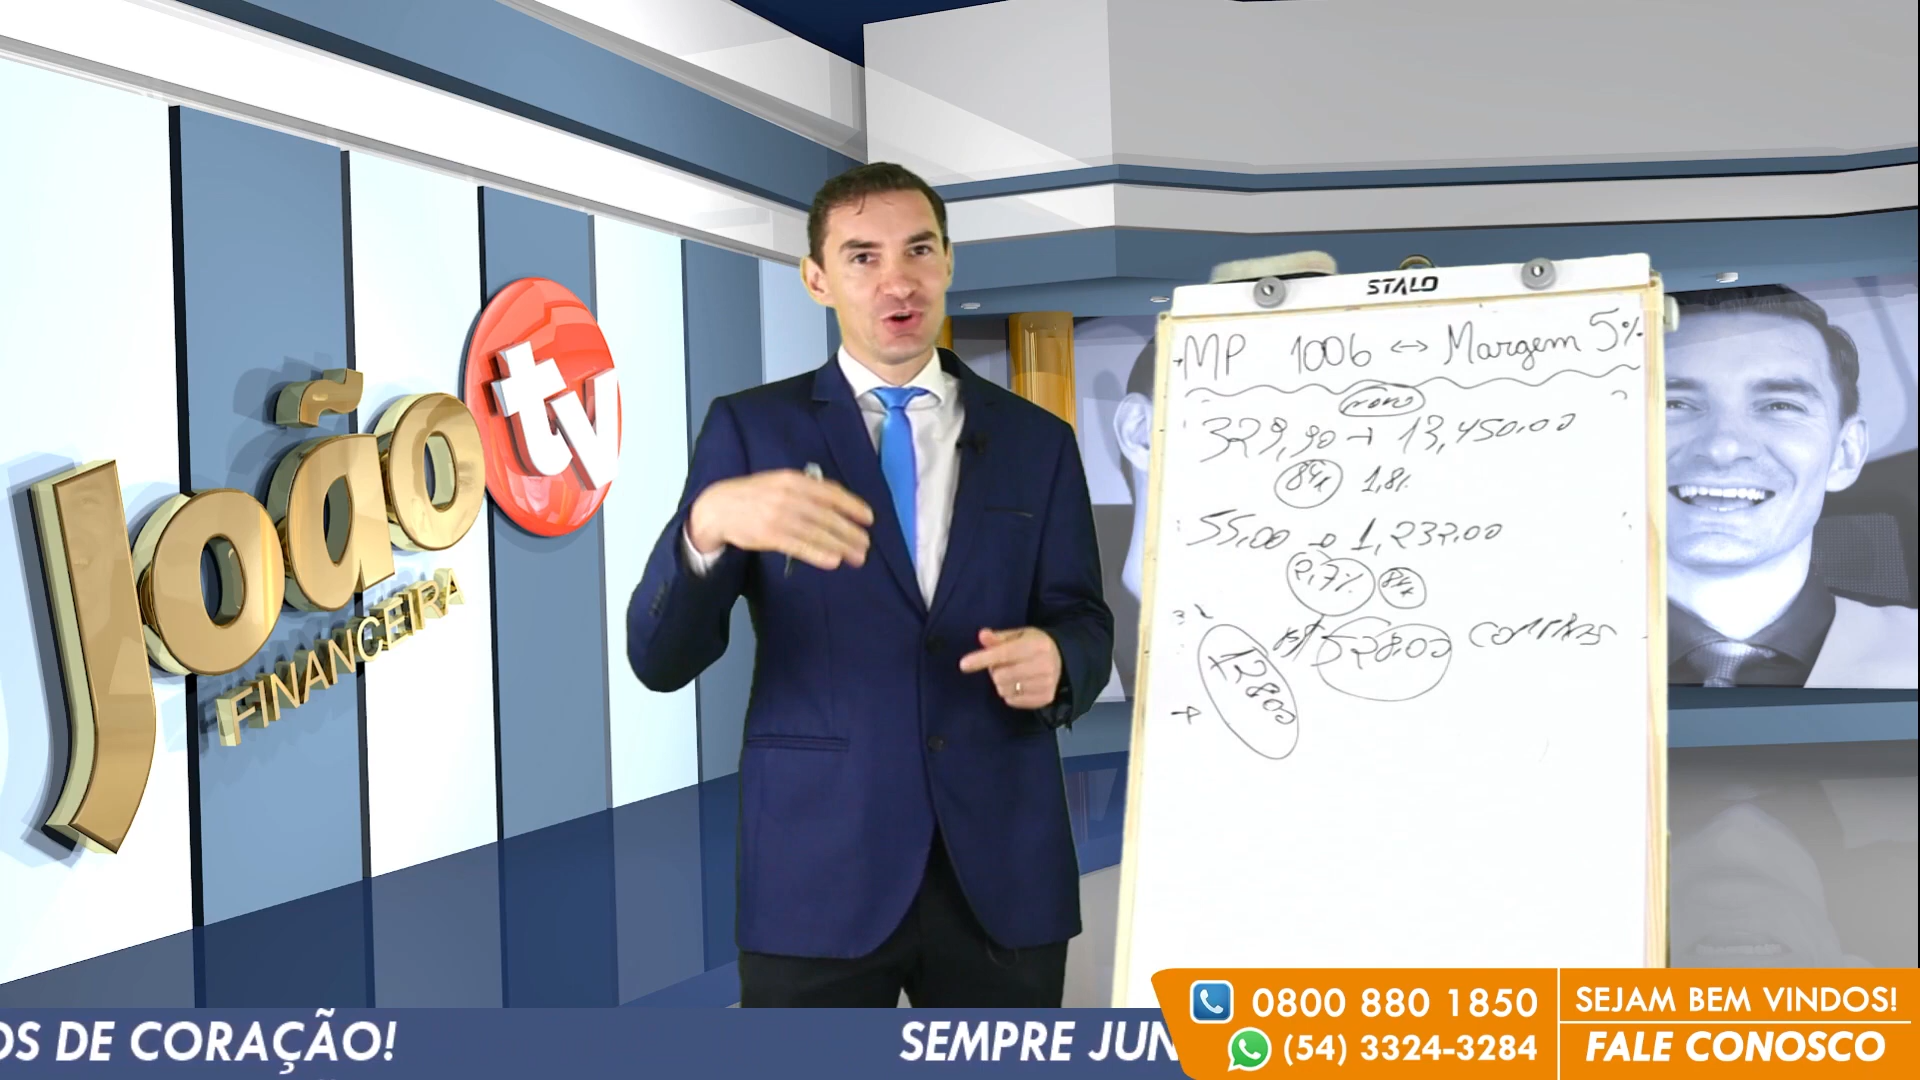 João
tv
FINANCEIRA
STALO
MP 1006 ↔ Margem 5%
novo
329,90 → 13,450,00
84x 1,8%
55,00 → 1,232,00
2,7% 84x
528,00 COMPRAS
12800
OS DE CORAÇÃO!
SEMPRE JUN
0800 880 1850
(54) 3324-3284
SEJAM BEM VINDOS!
FALE CONOSCO